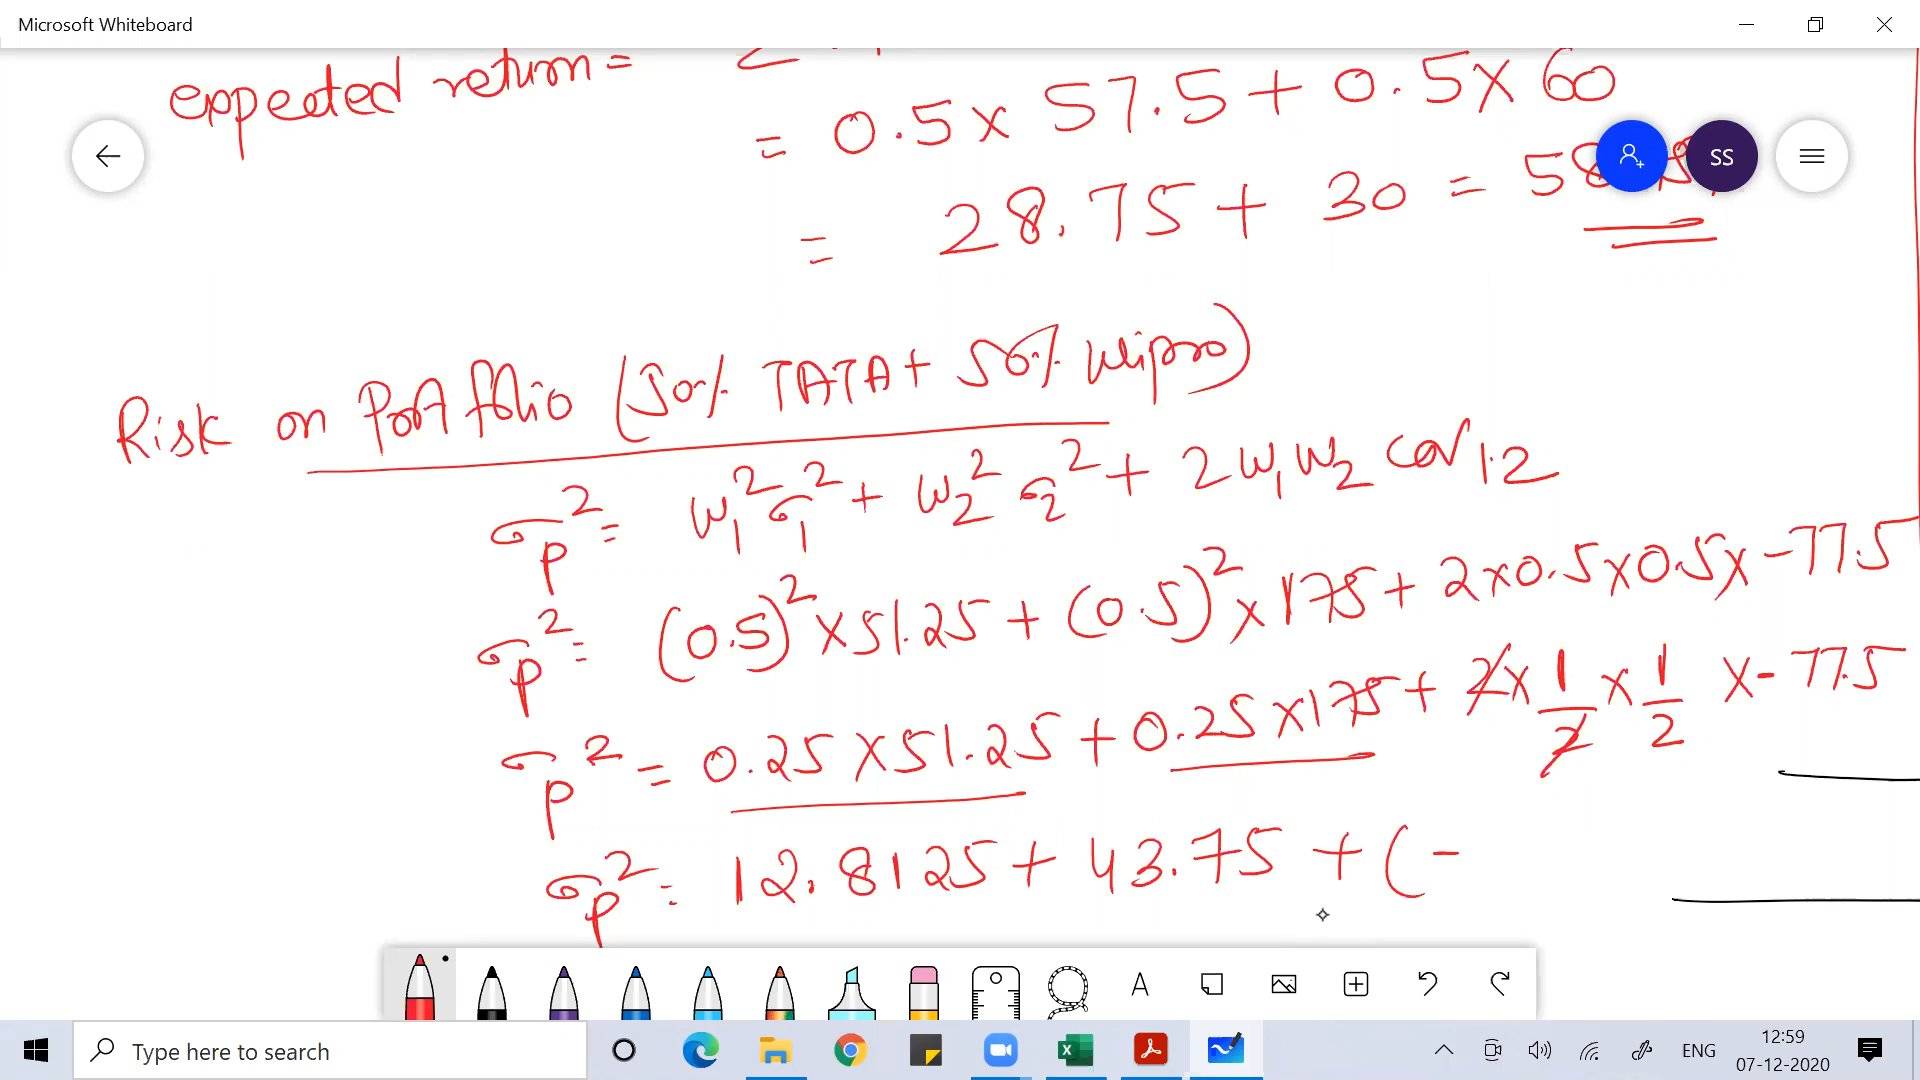 Microsoft Whiteboard
expected return =
= 0.5 x 57.5 + 0.5 x 60
SS
= 28.75 + 30 =
Risk on Portfolio (50% TATA + 50% Wipro)
σp² = W₁²σ₁² + W₂²σ₂² + 2W₁W₂ cov 1.2
σp² = (0.5)² x 51.25 + (0.5)² x 175 + 2x0.5x0.5x -77.5
σp² = 0.25 x 51.25 + 0.25 x 175 + 2 x 1/2 x 1/2 x -77.5
σp² = 12.8125 + 43.75 + ( -
Type here to search
ENG
12:59
07-12-2020